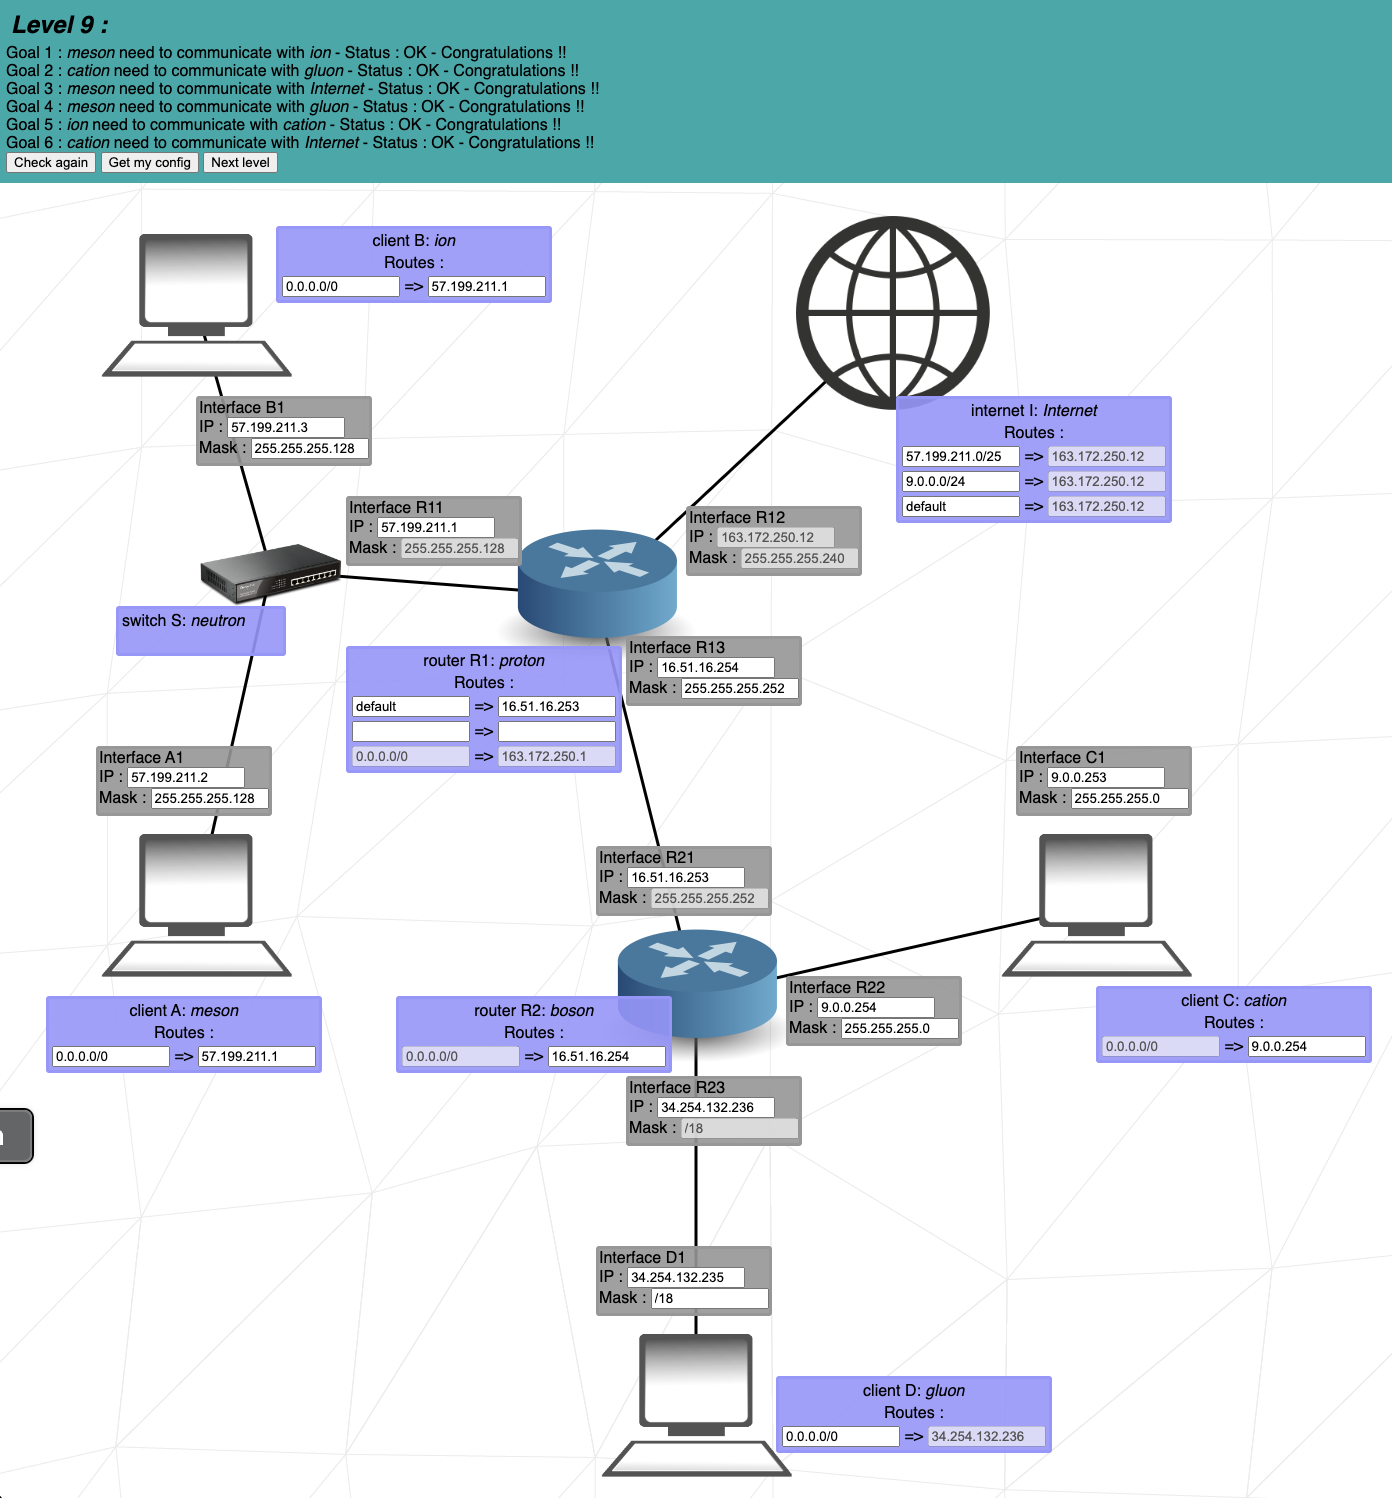 Level 9 :
Goal 1 : meson need to communicate with ion - Status : OK - Congratulations !!
Goal 2 : cation need to communicate with gluon - Status : OK - Congratulations !!
Goal 3 : meson need to communicate with Internet - Status : OK - Congratulations !!
Goal 4 : meson need to communicate with gluon - Status : OK - Congratulations !!
Goal 5 : ion need to communicate with cation - Status : OK - Congratulations !!
Goal 6 : cation need to communicate with Internet - Status : OK - Congratulations !!
Check again Get my config Next level
client B: ion
Routes :
0.0.0.0/0 => 57.199.211.1
Interface B1
IP : 57.199.211.3
Mask : 255.255.255.128
internet I: Internet
Routes :
57.199.211.0/25 => 163.172.250.12
9.0.0.0/24 => 163.172.250.12
default => 163.172.250.12
Interface R11
IP : 57.199.211.1
Mask : 255.255.255.128
Interface R12
IP : 163.172.250.12
Mask : 255.255.255.240
switch S: neutron
Interface R13
IP : 16.51.16.254
Mask : 255.255.255.252
router R1: proton
Routes :
default => 16.51.16.253
=>
0.0.0.0/0 => 163.172.250.1
Interface A1
IP : 57.199.211.2
Mask : 255.255.255.128
Interface C1
IP : 9.0.0.253
Mask : 255.255.255.0
Interface R21
IP : 16.51.16.253
Mask : 255.255.255.252
client A: meson
Routes :
0.0.0.0/0 => 57.199.211.1
router R2: boson
Routes :
0.0.0.0/0 => 16.51.16.254
Interface R22
IP : 9.0.0.254
Mask : 255.255.255.0
client C: cation
Routes :
0.0.0.0/0 => 9.0.0.254
Interface R23
IP : 34.254.132.236
Mask : /18
Interface D1
IP : 34.254.132.235
Mask : /18
client D: gluon
Routes :
0.0.0.0/0 => 34.254.132.236